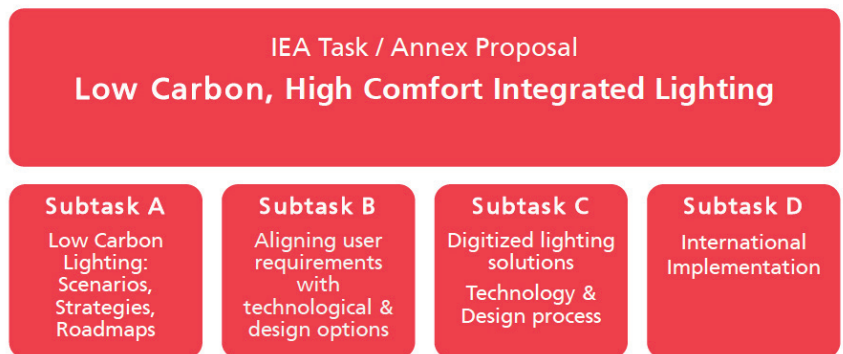 IEA Task / Annex Proposal
Low Carbon, High Comfort Integrated Lighting
Subtask A
Low Carbon
Lighting:
Scenarios,
Strategies,
Roadmaps
Subtask B
Aligning user
requirements
with
technological &
design options
Subtask C
Digitized lighting
solutions
Technology &
Design process
Subtask D
International
Implementation